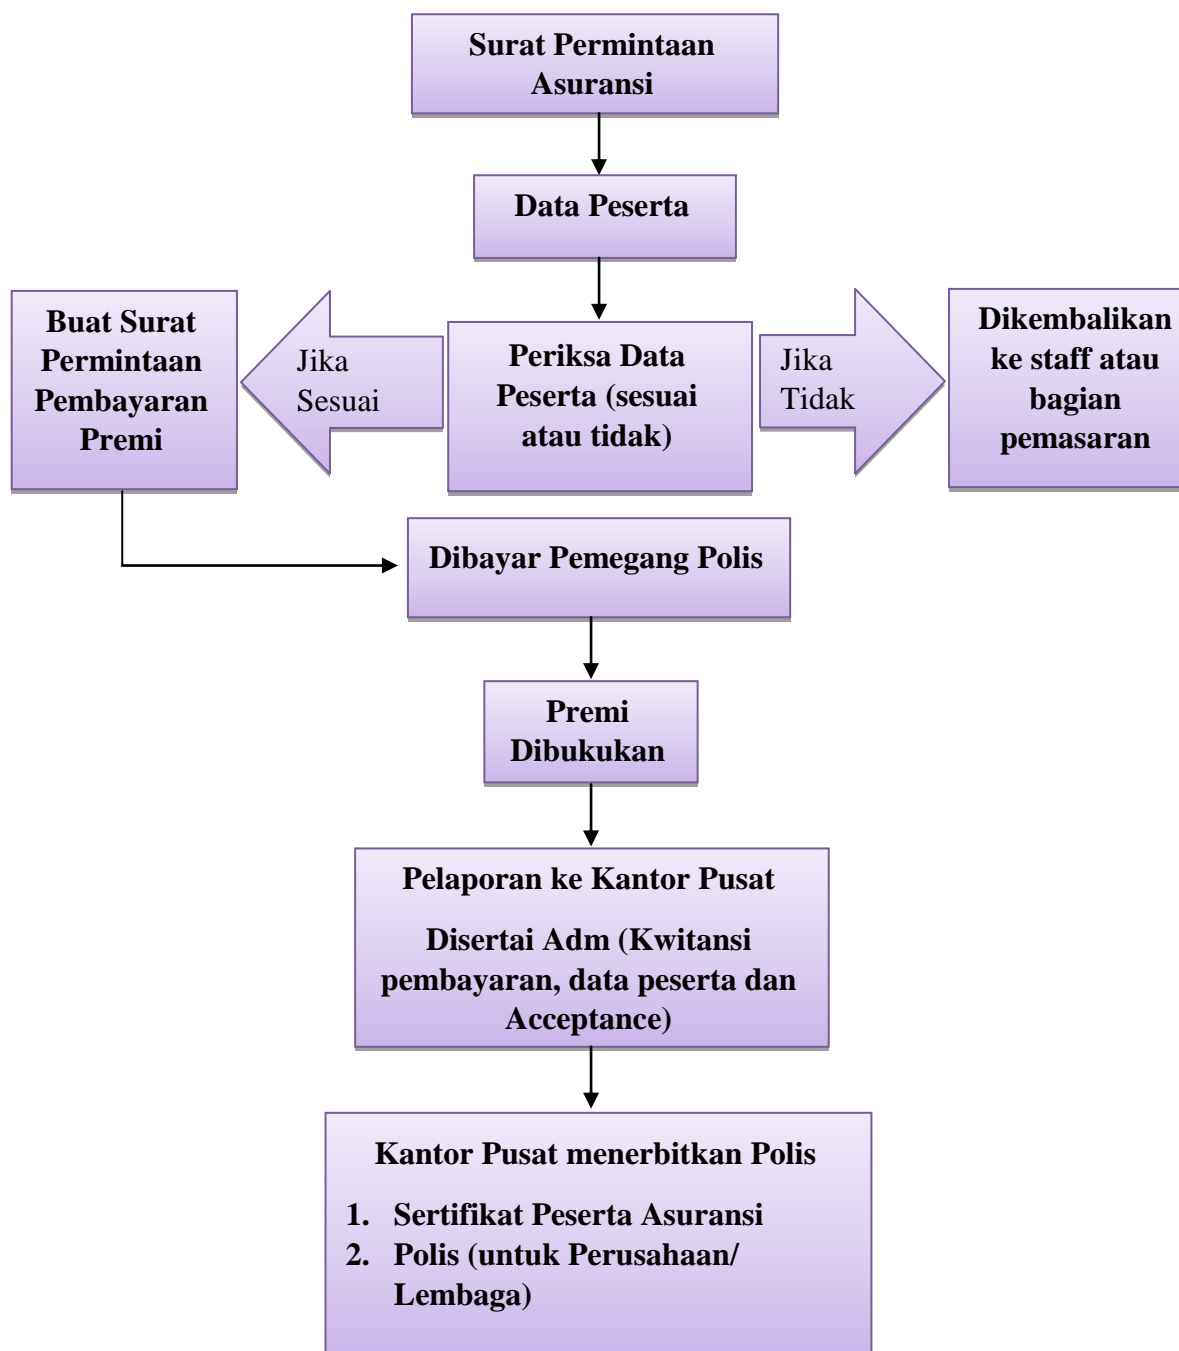 Surat Permintaan
Asuransi
Data Peserta
Buat Surat
Permintaan
Pembayaran
Premi
Jika
Sesuai
Periksa Data
Peserta (sesuai
atau tidak)
Jika
Tidak
Dikembalikan
ke staff atau
bagian
pemasaran
Dibayar Pemegang Polis
Premi
Dibukukan
Pelaporan ke Kantor Pusat
Disertai Adm (Kwitansi
pembayaran, data peserta dan
Acceptance)
Kantor Pusat menerbitkan Polis
1. Sertifikat Peserta Asuransi
2. Polis (untuk Perusahaan/
Lembaga)